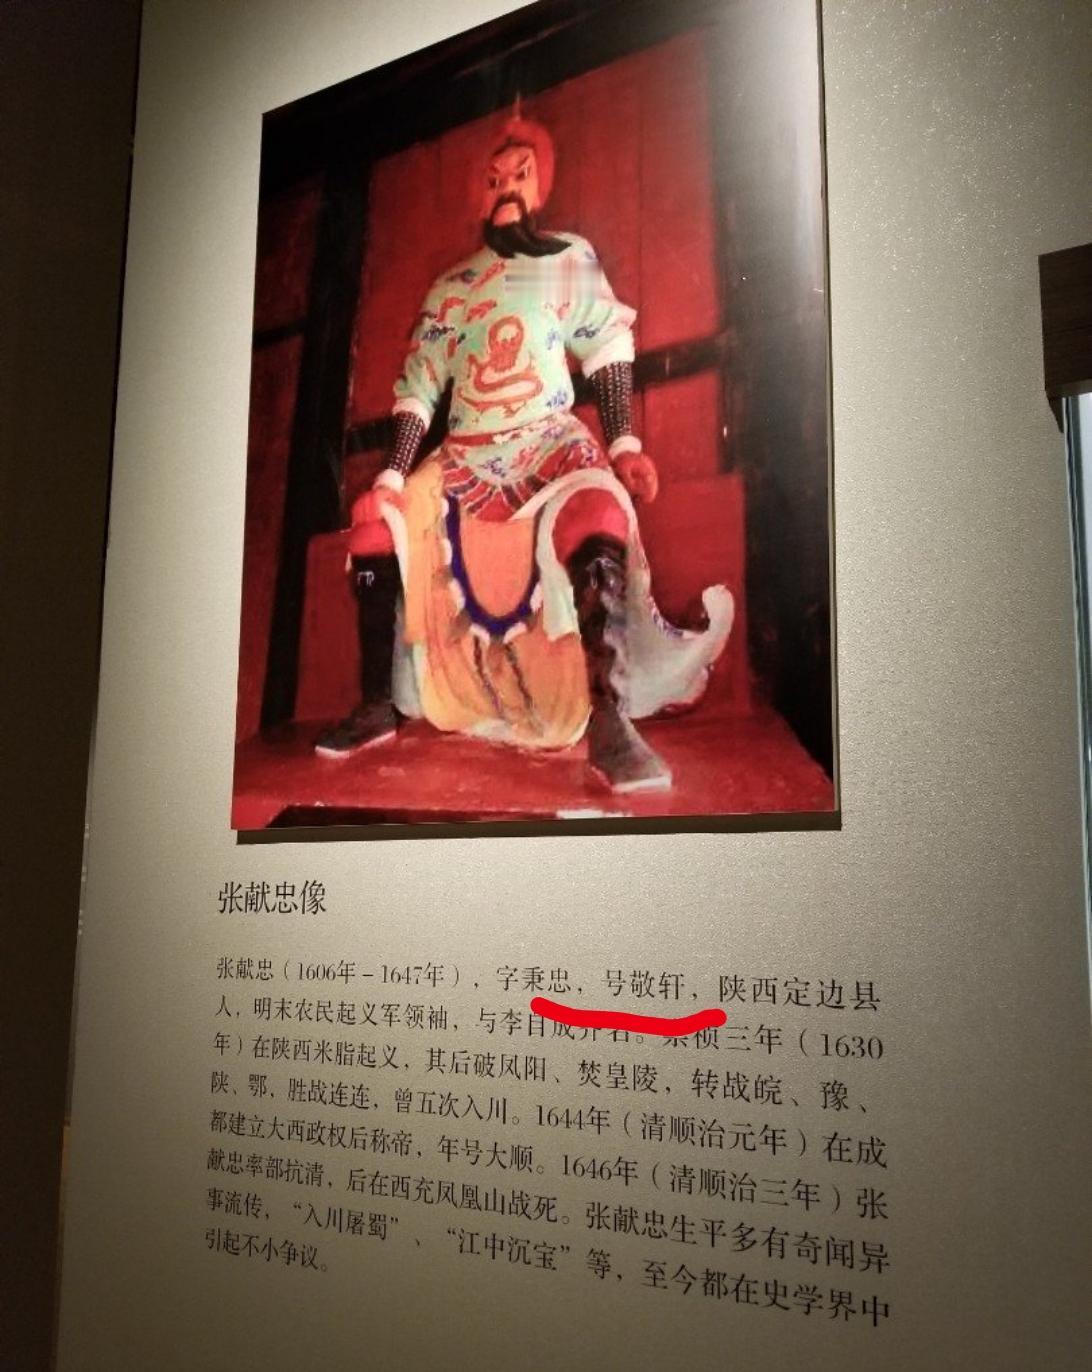 张献忠像
张献忠（1606年－1647年），字秉忠，号敬轩，陕西定边县
人，明末农民起义军领袖，与李自成齐名。崇祯三年（1630
年）在陕西米脂起义，其后破凤阳、焚皇陵，转战皖、豫、
陕、鄂，胜战连连，曾五次入川。1644年（清顺治元年）在成
都建立大西政权后称帝，年号大顺。1646年（清顺治三年）张
献忠率部抗清，后在西充凤凰山战死。张献忠生平多有奇闻异
事流传，“入川屠蜀”、“江中沉宝”等，至今都在史学界中
引起不小争议。